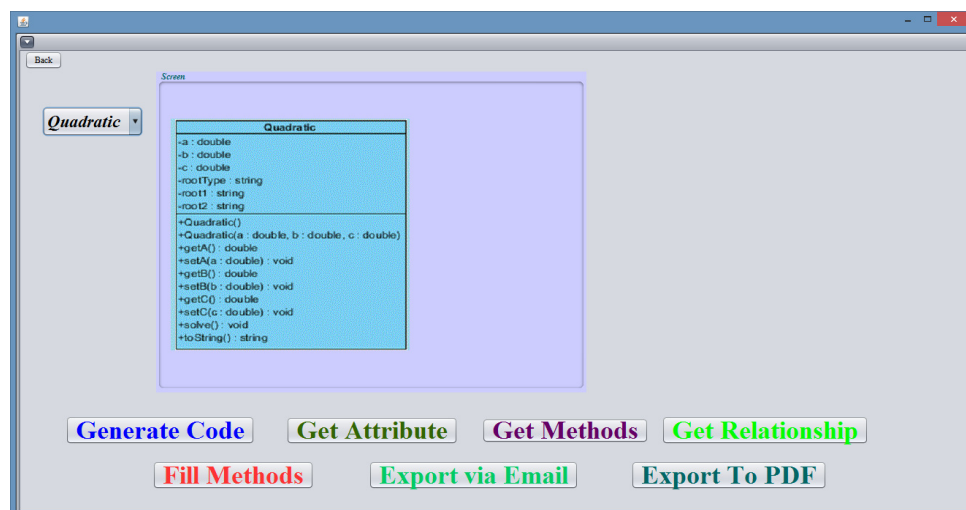 Back
Screen
Quadratic
Quadratic
-a : double
-b : double
-c : double
-rootType : string
-root1 : string
-root2 : string
+Quadratic()
+Quadratic(a : double, b : double, c : double)
+getA() : double
+setA(a : double) : void
+getB() : double
+setB(b : double) : void
+getC() : double
+setC(c : double) : void
+solve() : void
+toString() : string
Generate Code Get Attribute Get Methods Get Relationship
Fill Methods Export via Email Export To PDF